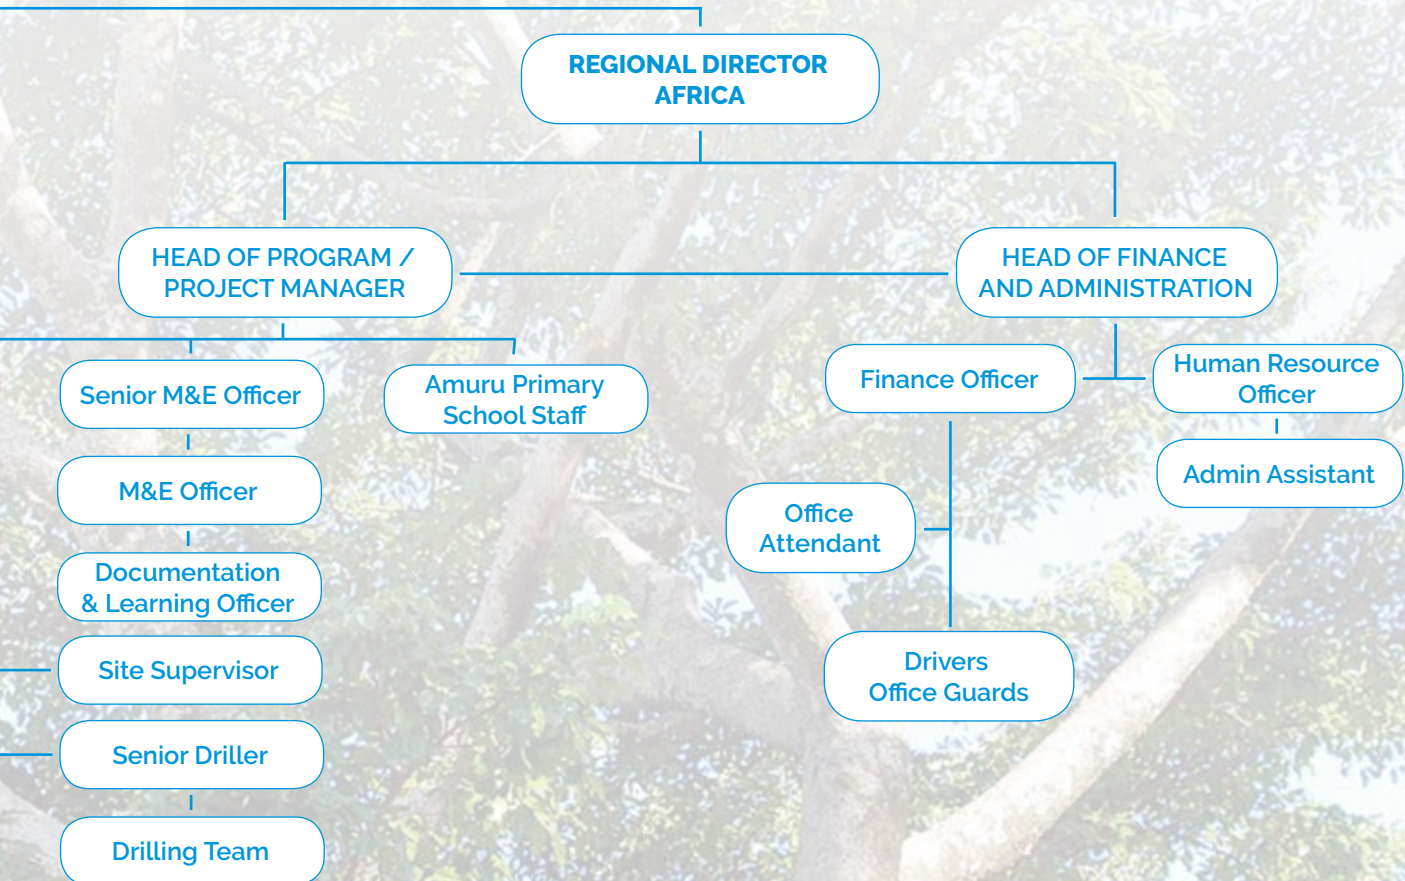 REGIONAL DIRECTOR
AFRICA
HEAD OF PROGRAM /
PROJECT MANAGER
HEAD OF FINANCE
AND ADMINISTRATION
Senior M&E Officer
Amuru Primary
School Staff
Finance Officer
Human Resource
Officer
M&E Officer
Admin Assistant
Office
Attendant
Documentation
& Learning Officer
Site Supervisor
Drivers
Office Guards
Senior Driller
Drilling Team